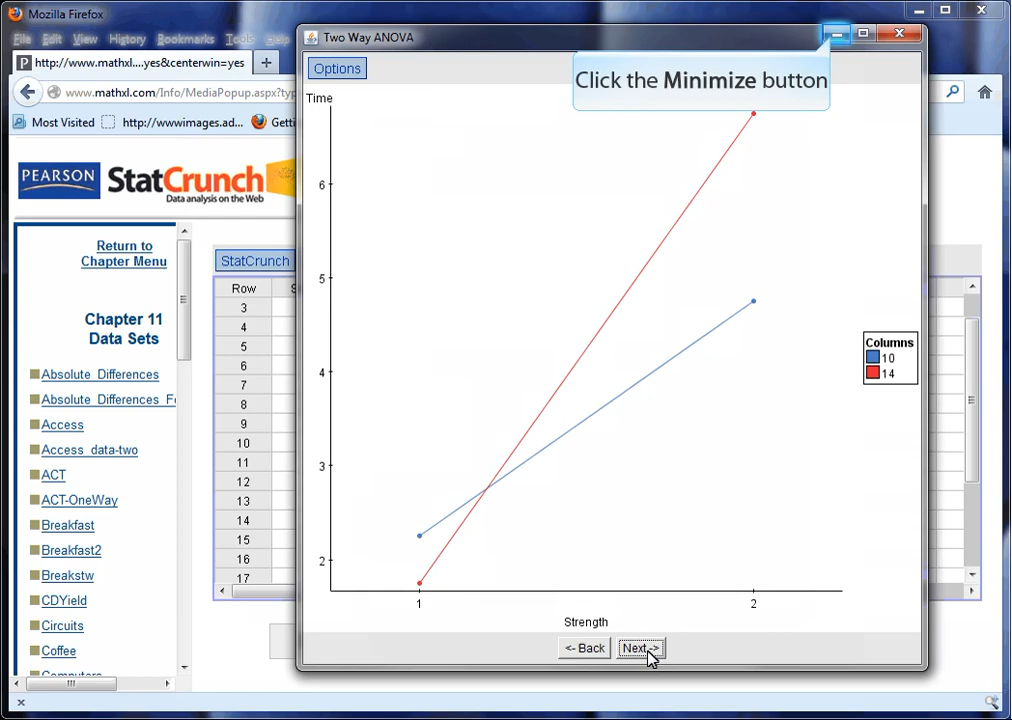 Mozilla Firefox
File Edit View History Bookmarks Tools Help
http://www.mathxl....yes&centerwin=yes
www.mathxl.com/Info/MediaPopup.aspx?typ
Most Visited http://wwwimages.ad... Getti
PEARSON StatCrunch
Data analysis on the Web
Return to
Chapter Menu
Chapter 11
Data Sets
Absolute_Differences
Absolute_Differences_Fo
Access
Access_data-two
ACT
ACT-OneWay
Breakfast
Breakfast2
Breakstw
CDYield
Circuits
Coffee
StatCrunch
Row S
3
4
5
6
7
8
9
10
11
12
13
14
15
16
17
Two Way ANOVA
Options
Click the Minimize button
Time
6
5
4
3
2
1
2
Strength
Columns
10
14
<- Back
Next ->